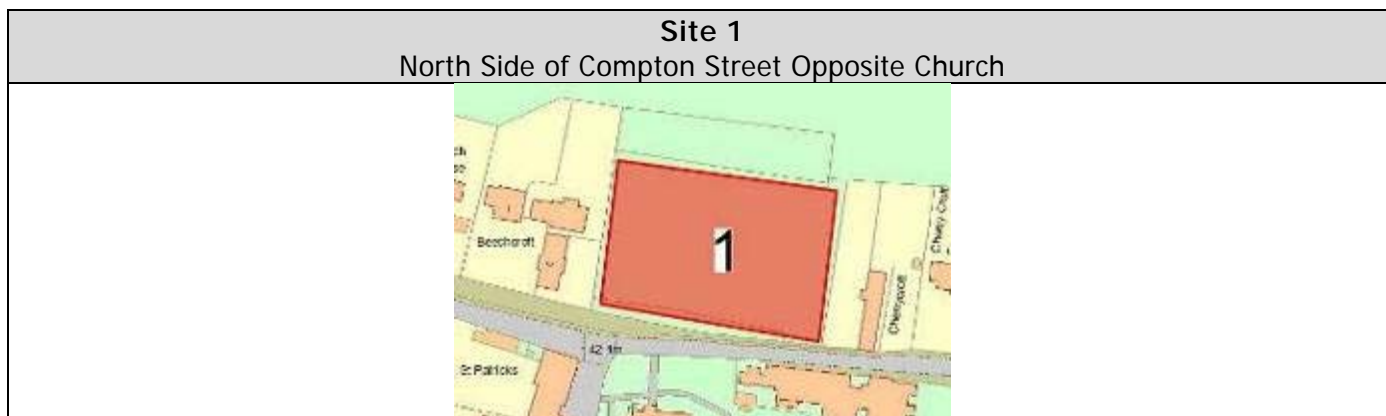 Site 1
North Side of Compton Street Opposite Church
1
Beechcroft
Cherrycroft
42.1m
St Patricks